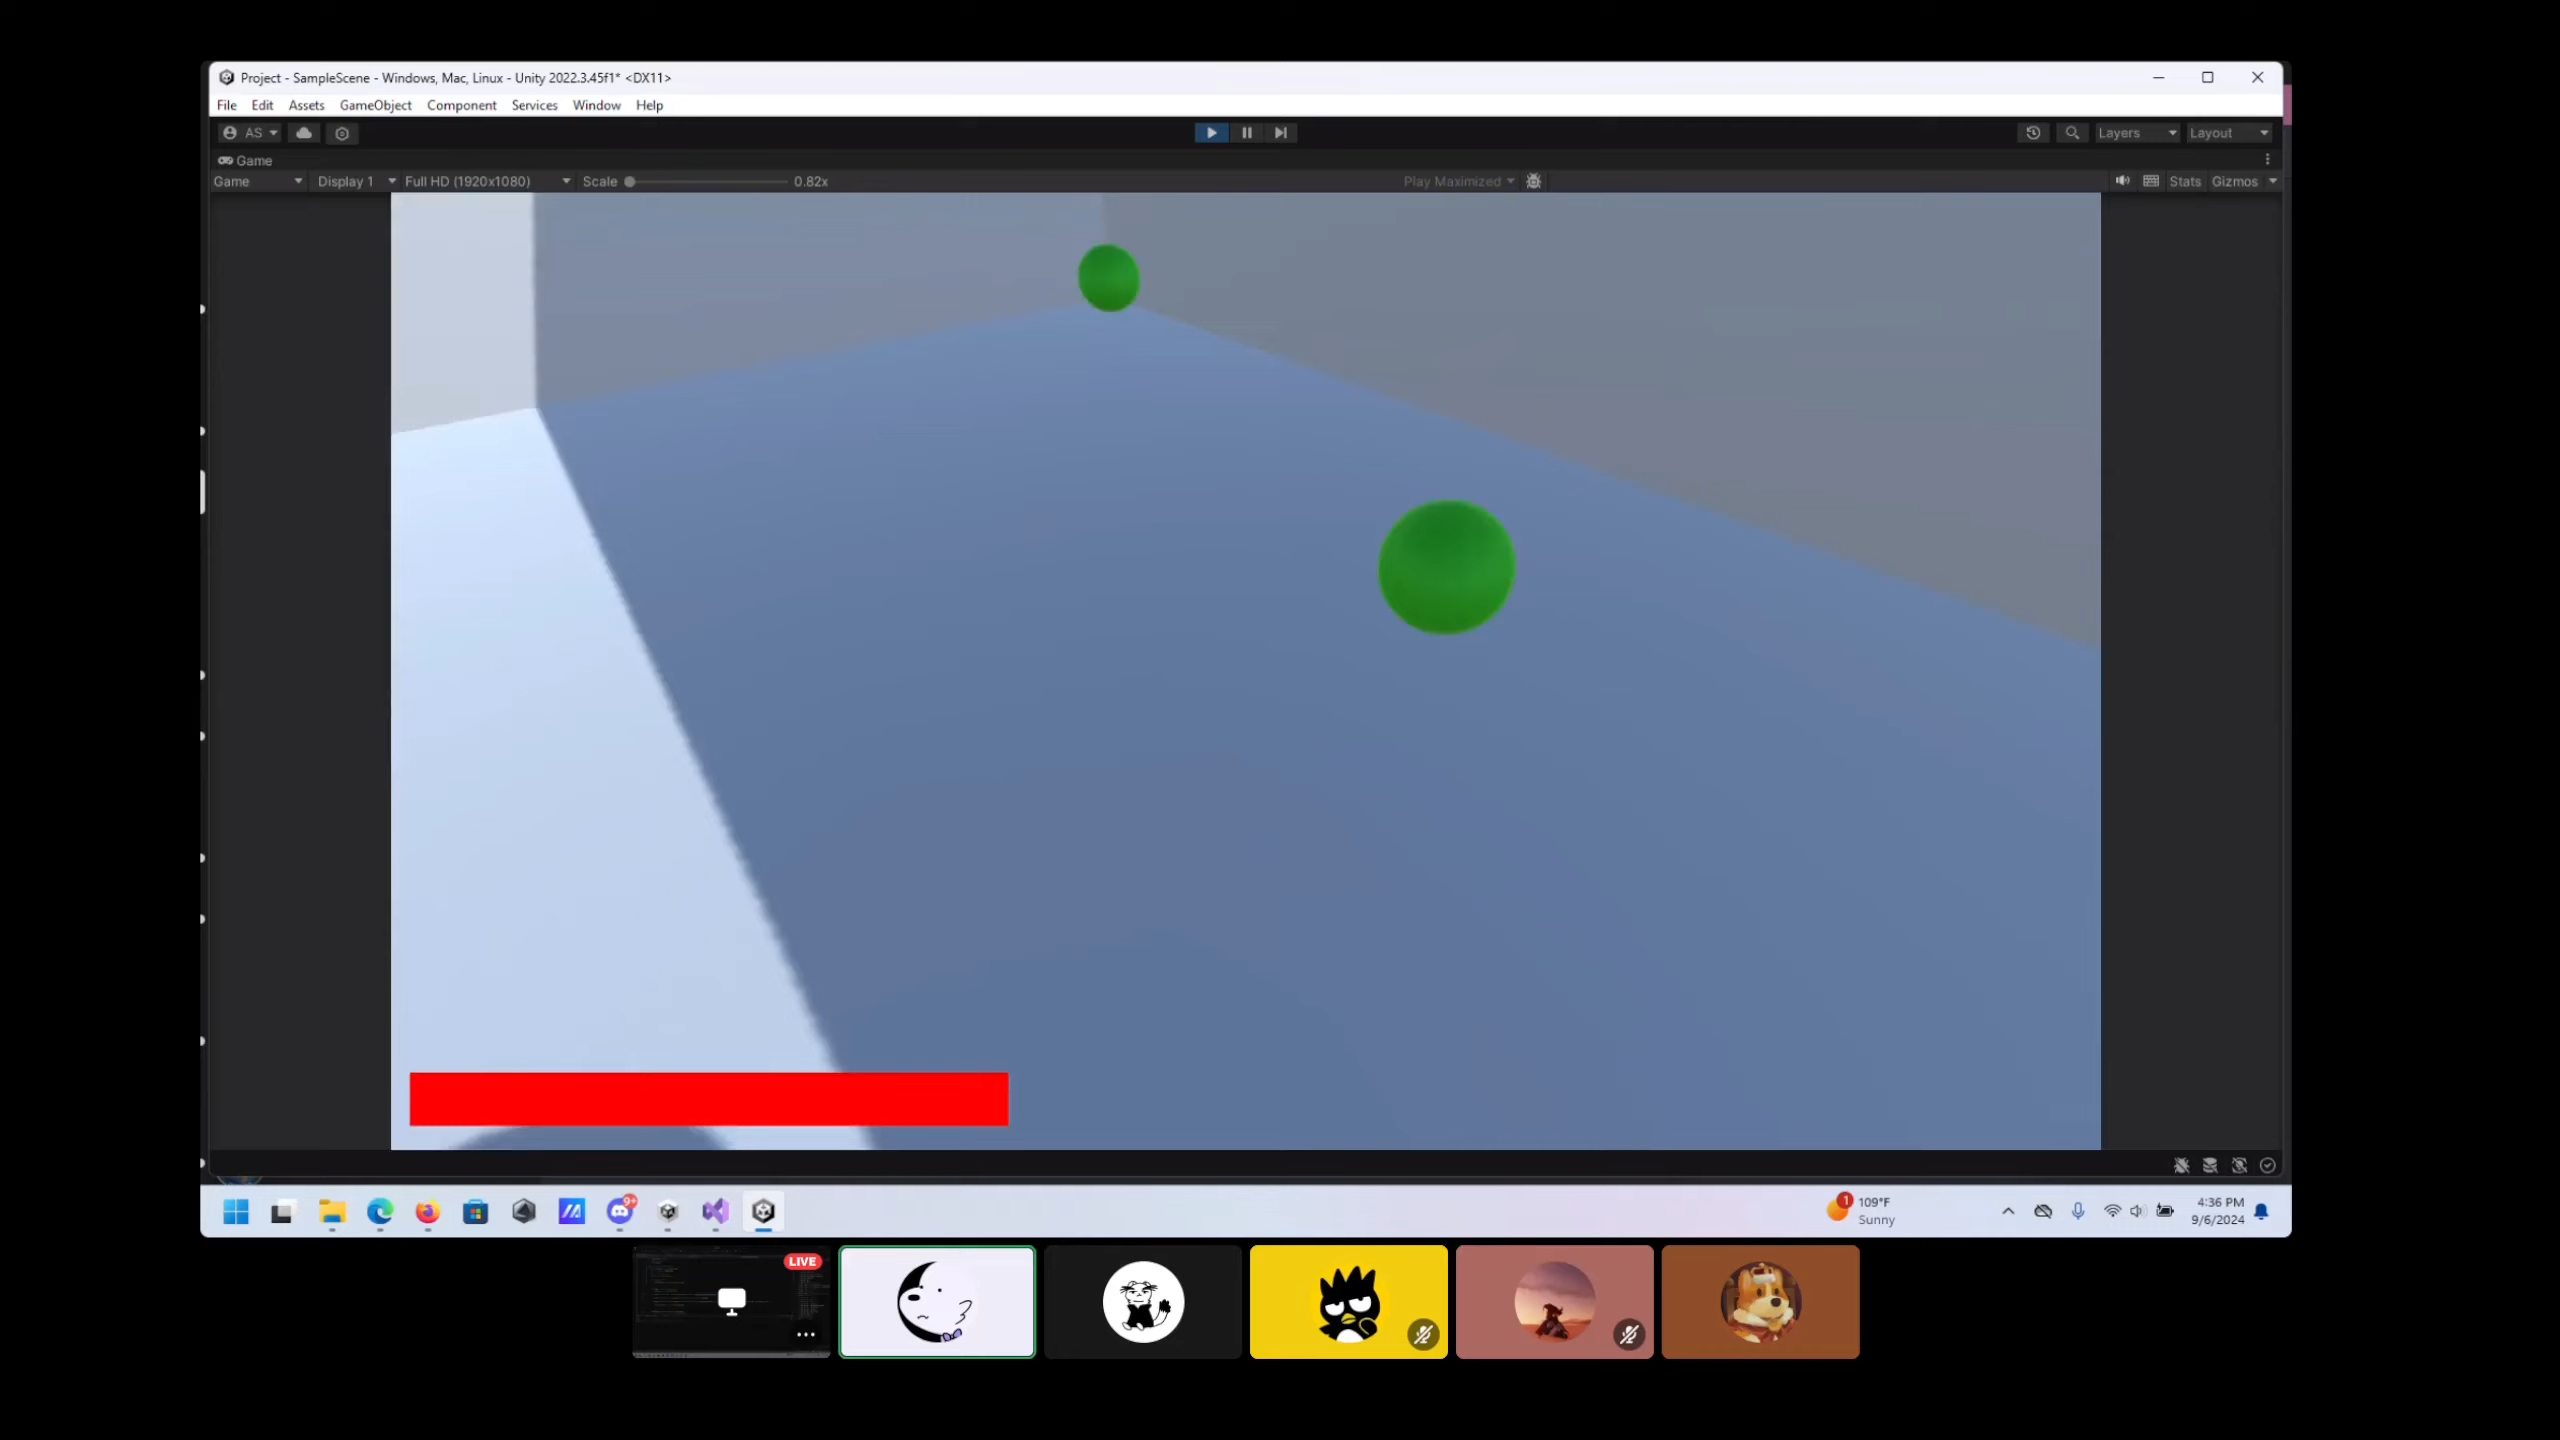 Project - SampleScene - Windows, Mac, Linux - Unity 2022.3.45f1* <DX11>
File Edit Assets GameObject Component Services Window Help
AS Layers Layout
Game
Game Display 1 Full HD (1920x1080) Scale 0.82x Play Maximized Stats Gizmos
9+
1
109°F
Sunny
4:36 PM
9/6/2024
LIVE